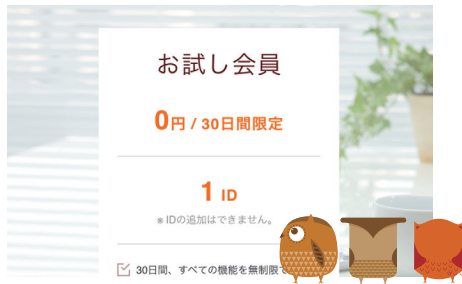 お試し会員
0円 / 30日間限定
1 ID
※ IDの追加はできません。
30日間、すべての機能を無制限で